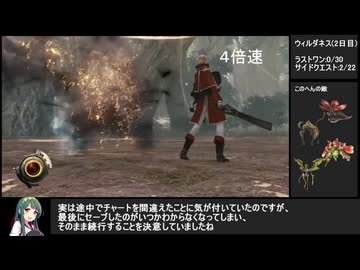 4倍速
ウィルダネス(2日目)
ラストワン:0/30
サイドクエスト:2/22
このへんの敵
実は途中でチャートを間違えたことに気が付いていたのですが、
最後にセーブしたのがいつかわからなくなってしまい、
そのまま続行することを決意していましたね